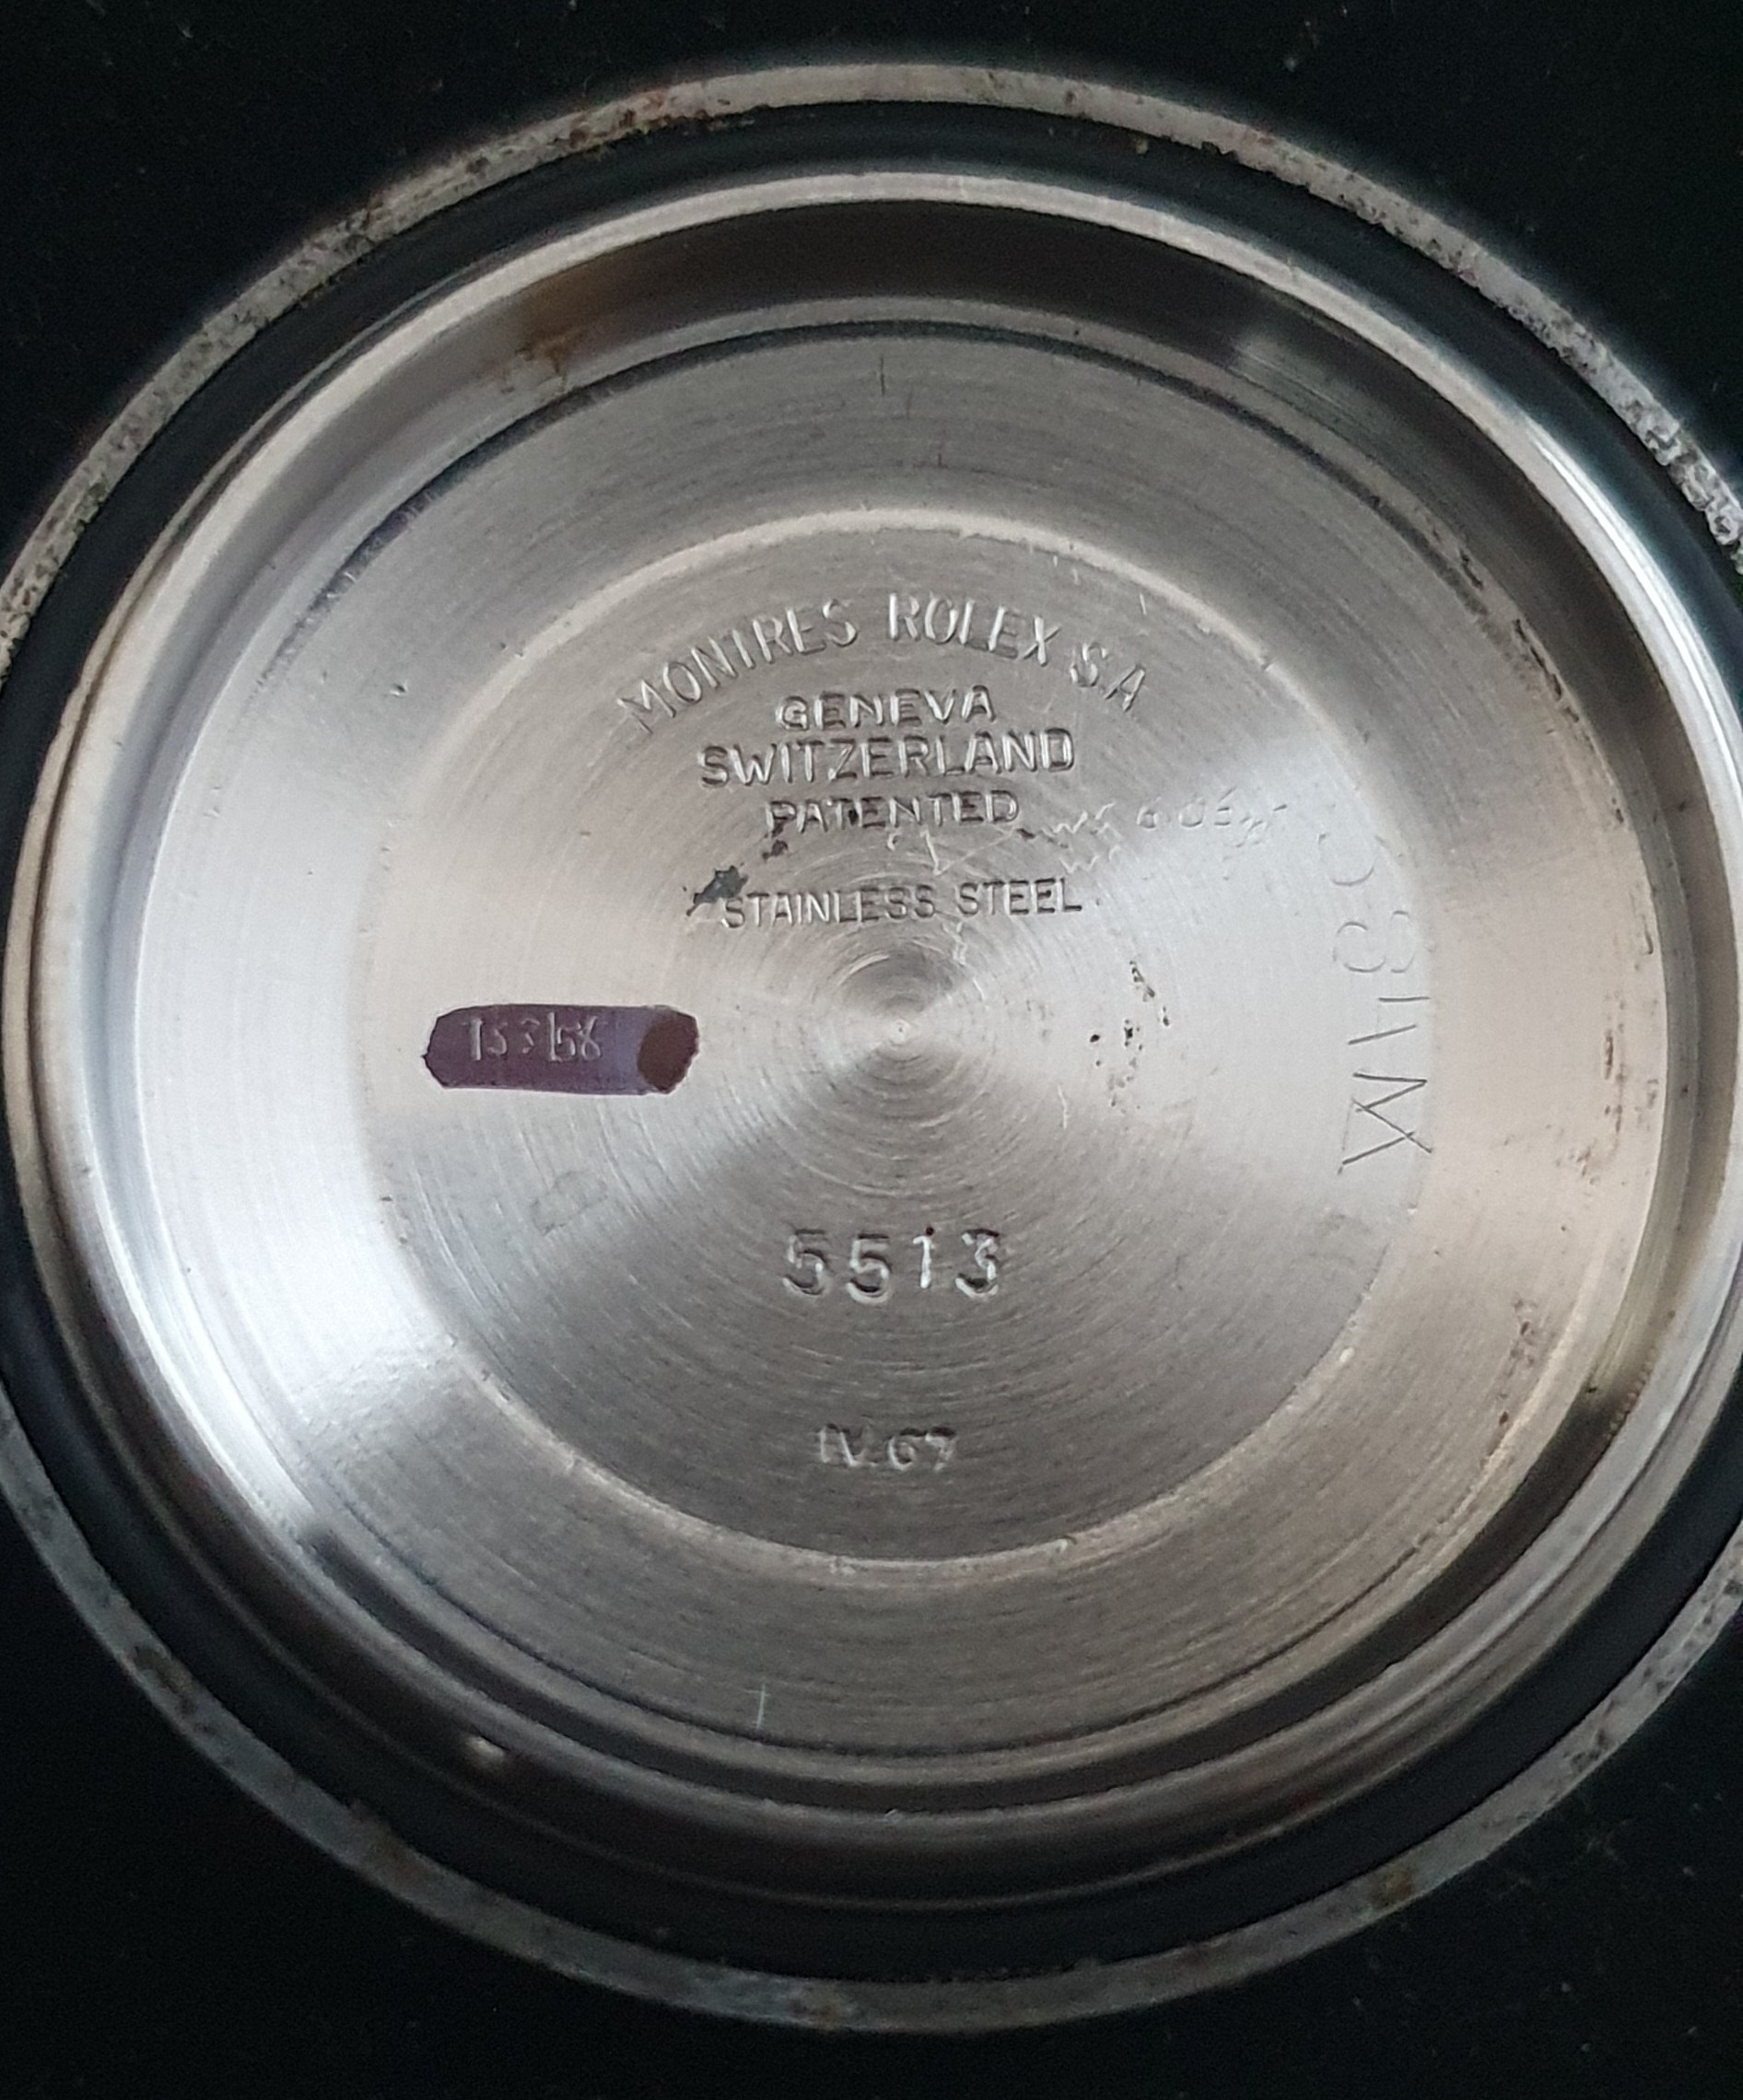 MONTRES ROLEX S.A
GENEVA
SWITZERLAND
PATENTED
STAINLESS STEEL
5513
IV.67